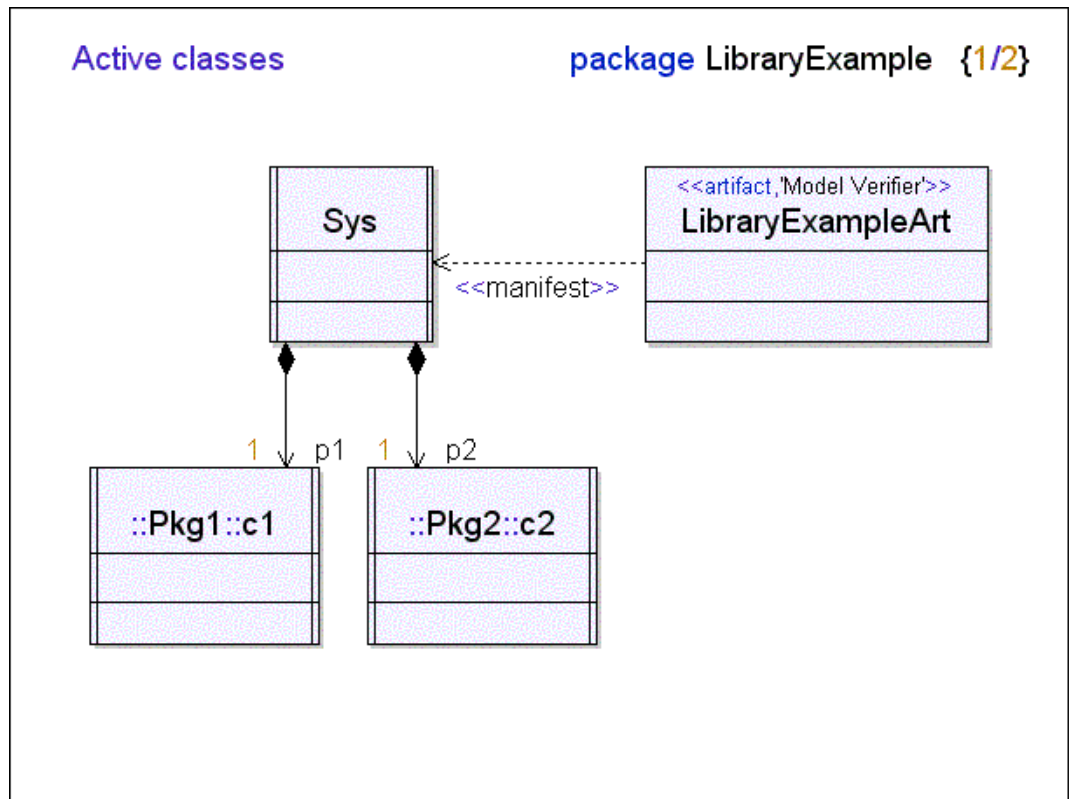 Active classes
package LibraryExample {1/2}
Sys
<<artifact,'Model Verifier'>>
LibraryExampleArt
<<manifest>>
1 p1
1 p2
::Pkg1::c1
::Pkg2::c2